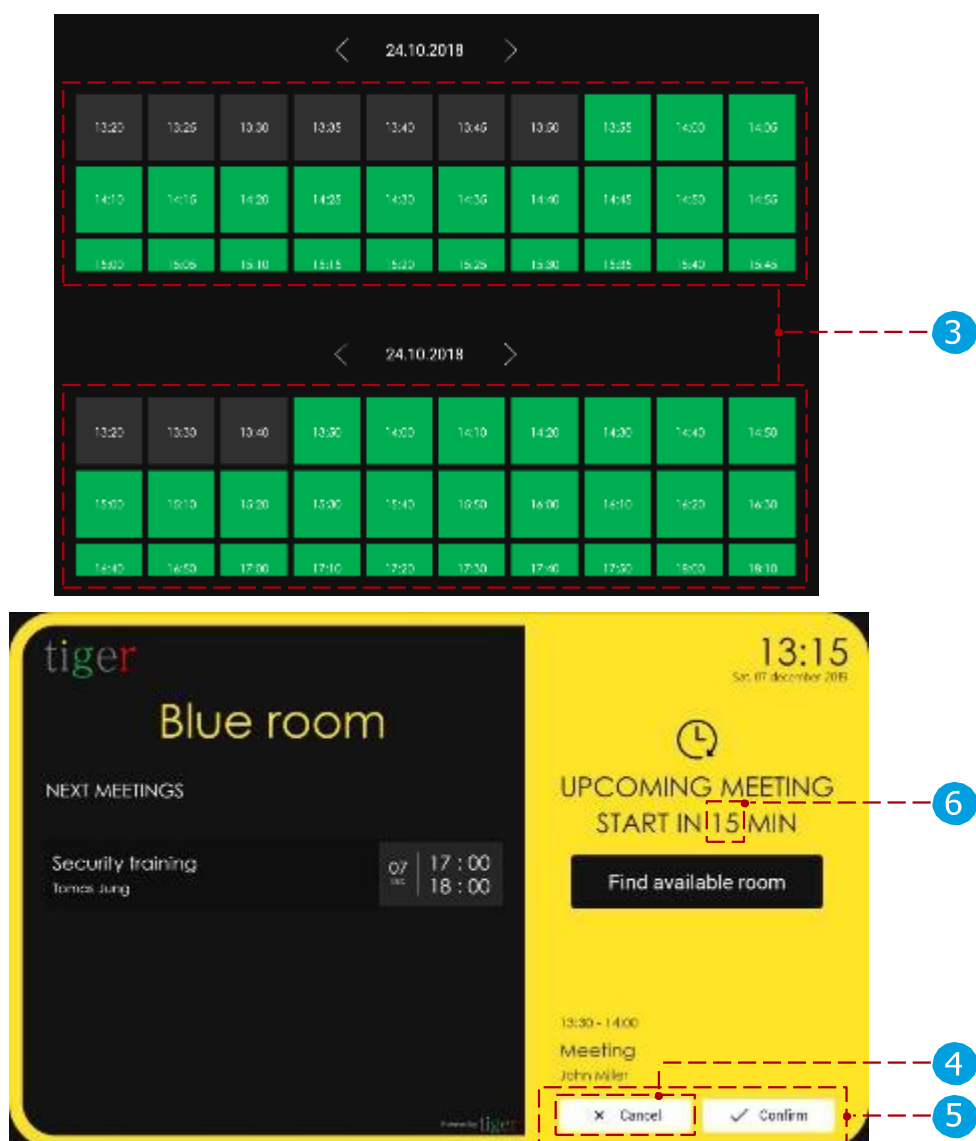 24.10.2018
13:20 13:25 13:30 13:35 13:40 13:45 13:50 13:55 14:00 14:05
14:10 14:15 14:20 14:25 14:30 14:35 14:40 14:45 14:50 14:55
15:00 15:05 15:10 15:15 15:20 15:25 15:30 15:35 15:40 15:45
3
24.10.2018
13:20 13:30 13:40 13:50 14:00 14:10 14:20 14:30 14:40 14:50
15:00 15:10 15:20 15:30 15:40 15:50 16:00 16:10 16:20 16:30
16:40 16:50 17:00 17:10 17:20 17:30 17:40 17:50 18:00 18:10
tiger
Blue room
NEXT MEETINGS
Security training
Tomas Jung
07
DEC
17 : 00
18 : 00
Powered by tiger
13:15
Sat. 07 december 2019
UPCOMING MEETING
START IN 15 MIN
6
Find available room
13:30 - 14:00
Meeting
John Miller
4
Cancel
Confirm
5